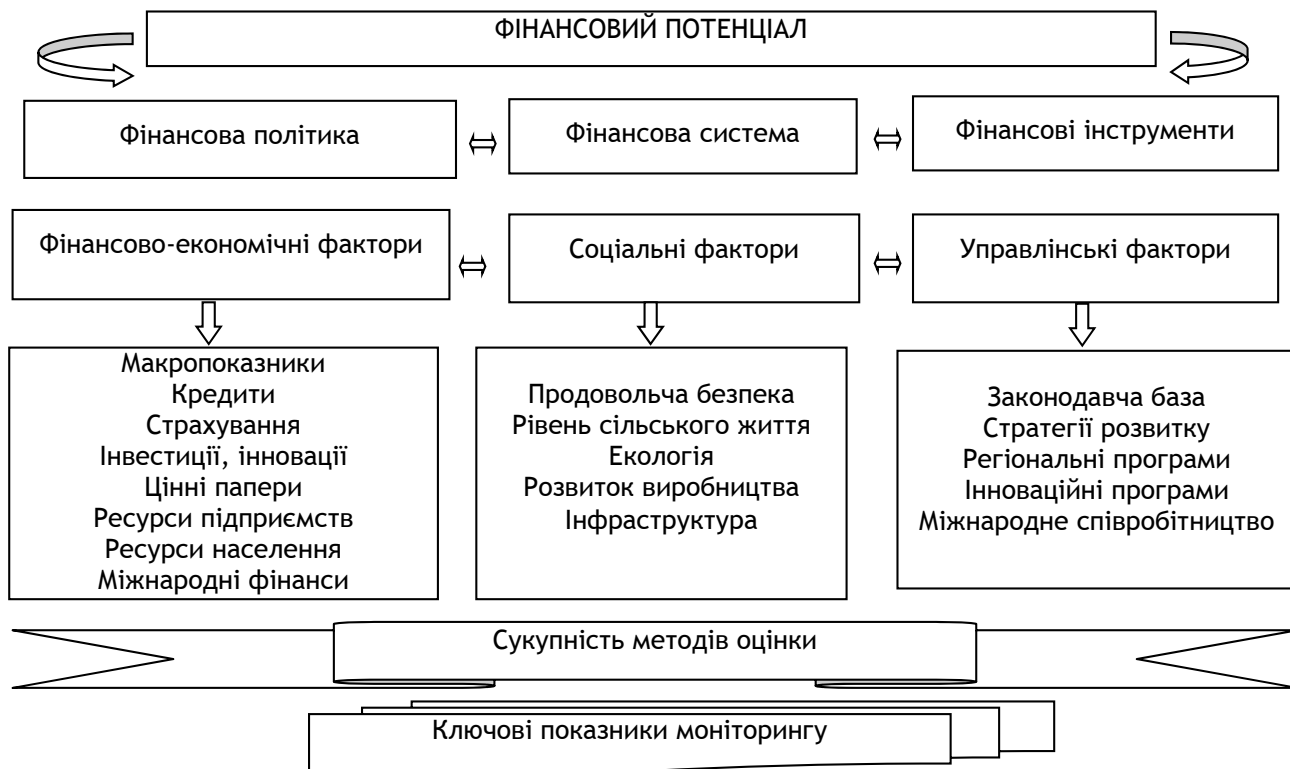 ФІНАНСОВИЙ ПОТЕНЦІАЛ
Фінансова політика
Фінансова система
Фінансові інструменти
Фінансово-економічні фактори
Соціальні фактори
Управлінські фактори
Макропоказники
Кредити
Страхування
Інвестиції, інновації
Цінні папери
Ресурси підприємств
Ресурси населення
Міжнародні фінанси
Продовольча безпека
Рівень сільського життя
Екологія
Розвиток виробництва
Інфраструктура
Законодавча база
Стратегії розвитку
Регіональні програми
Інноваційні програми
Міжнародне співробітництво
Сукупність методів оцінки
Ключові показники моніторингу